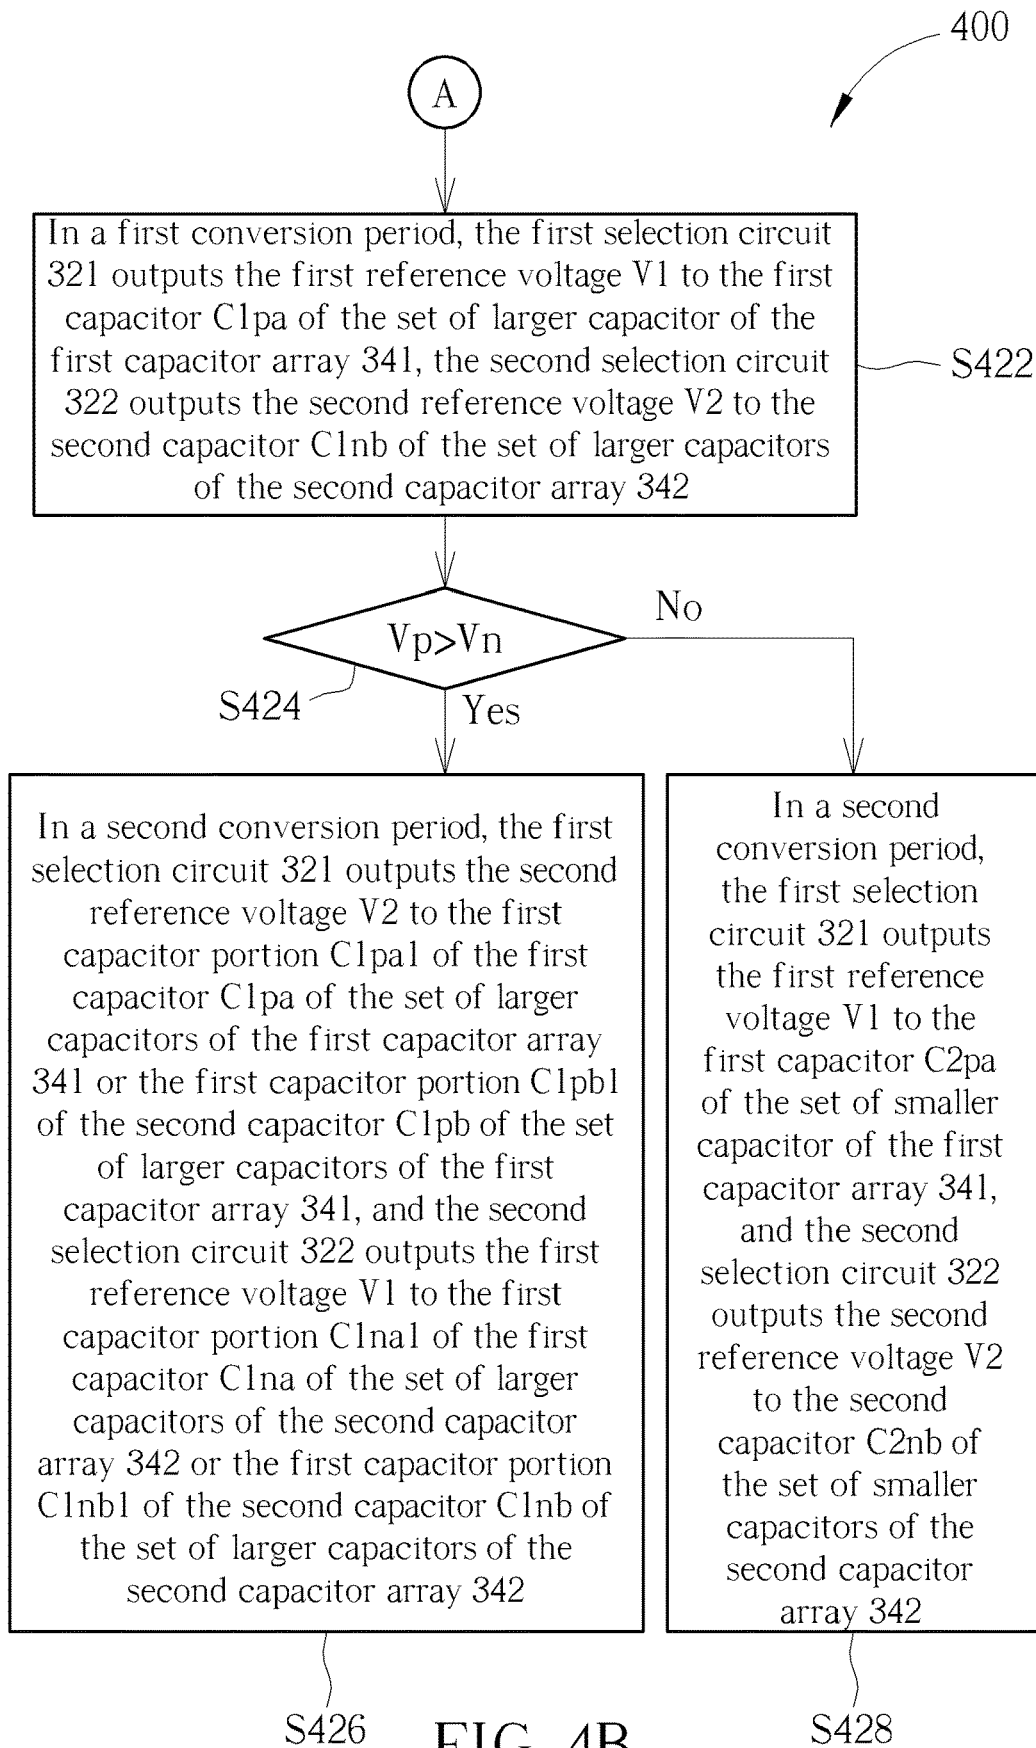 400
A
In a first conversion period, the first selection circuit
321 outputs the first reference voltage V1 to the first
capacitor C1pa of the set of larger capacitor of the
first capacitor array 341, the second selection circuit
322 outputs the second reference voltage V2 to the
second capacitor C1nb of the set of larger capacitors
of the second capacitor array 342
S422
Vp>Vn
No
S424
Yes
In a second conversion period, the first
selection circuit 321 outputs the second
reference voltage V2 to the first
capacitor portion C1pa1 of the first
capacitor C1pa of the set of larger
capacitors of the first capacitor array
341 or the first capacitor portion C1pb1
of the second capacitor C1pb of the set
of larger capacitors of the first
capacitor array 341, and the second
selection circuit 322 outputs the first
reference voltage V1 to the first
capacitor portion C1na1 of the first
capacitor C1na of the set of larger
capacitors of the second capacitor
array 342 or the first capacitor portion
C1nb1 of the second capacitor C1nb of
the set of larger capacitors of the
second capacitor array 342
In a second
conversion period,
the first selection
circuit 321 outputs
the first reference
voltage V1 to the
first capacitor C2pa
of the set of smaller
capacitor of the first
capacitor array 341,
and the second
selection circuit 322
outputs the second
reference voltage V2
to the second
capacitor C2nb of
the set of smaller
capacitors of the
second capacitor
array 342
S426
FIG. 4B
S428